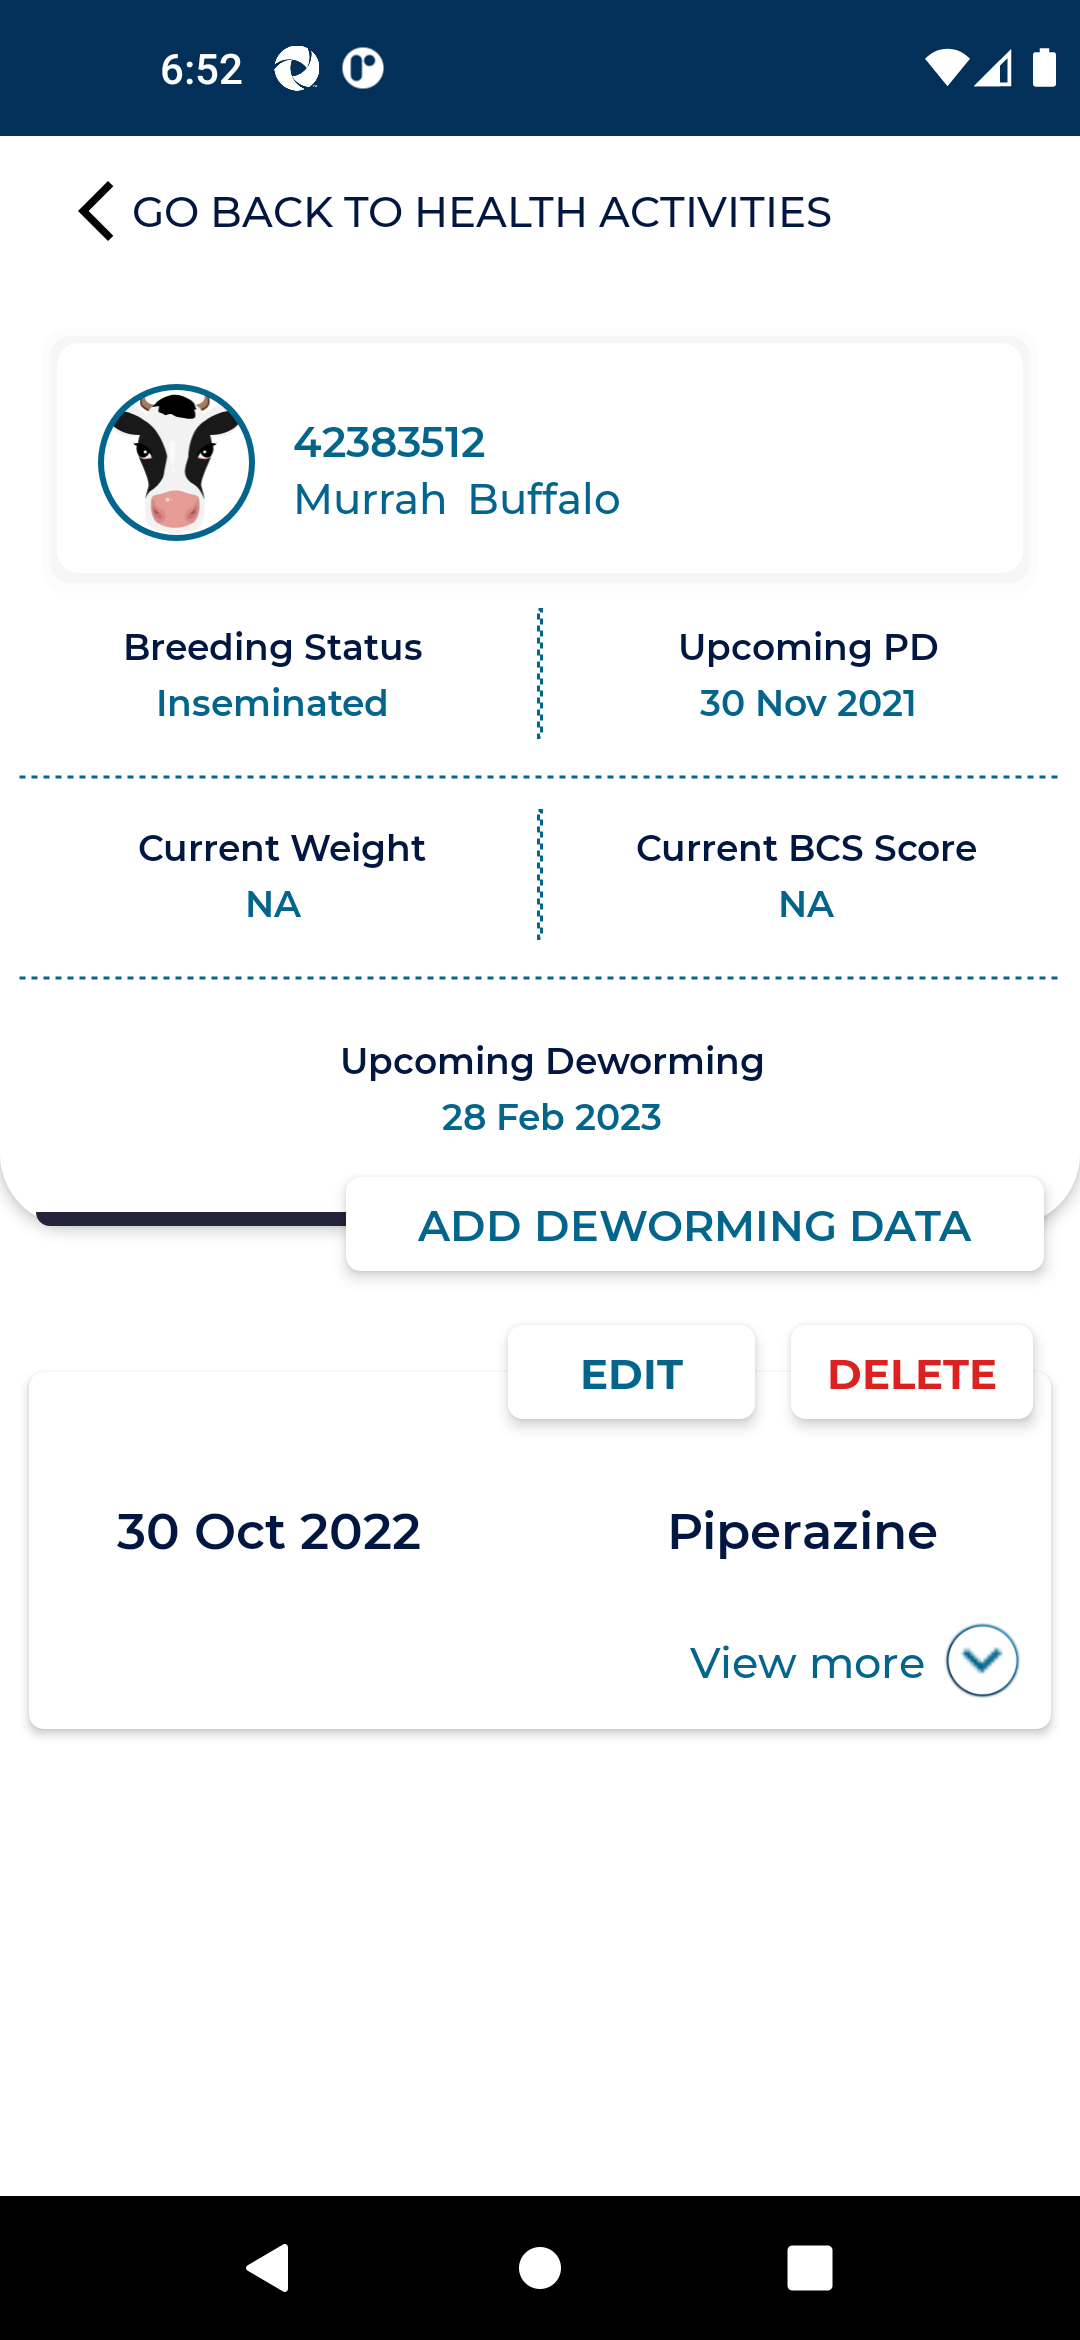 6:52
GO BACK TO HEALTH ACTIVITIES
42383512
Murrah Buffalo
Breeding Status
Inseminated
Upcoming PD
30 Nov 2021
Current Weight
NA
Current BCS Score
NA
Upcoming Deworming
28 Feb 2023
ADD DEWORMING DATA
EDIT
DELETE
30 Oct 2022
Piperazine
View more